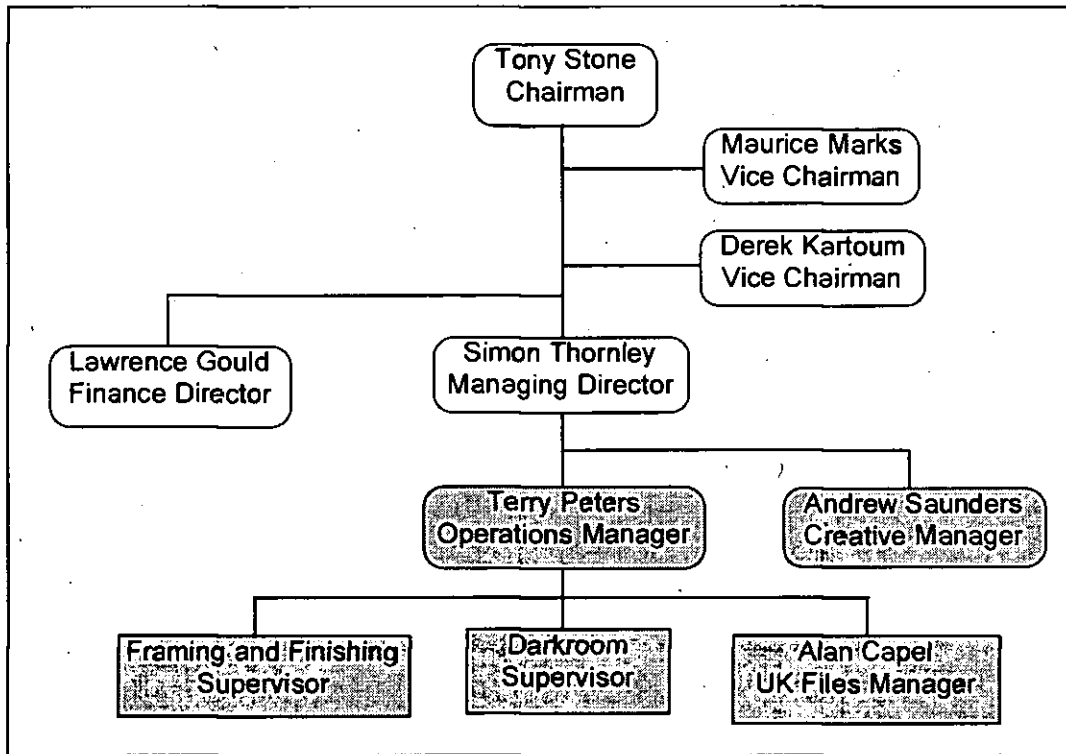 Tony Stone
Chairman
Maurice Marks
Vice Chairman
Derek Kartoum
Vice Chairman
Lawrence Gould
Finance Director
Simon Thornley
Managing Director
Terry Peters
Operations Manager
Andrew Saunders
Creative Manager
Framing and Finishing
Supervisor
Darkroom
Supervisor
Alan Capel
UK Files Manager